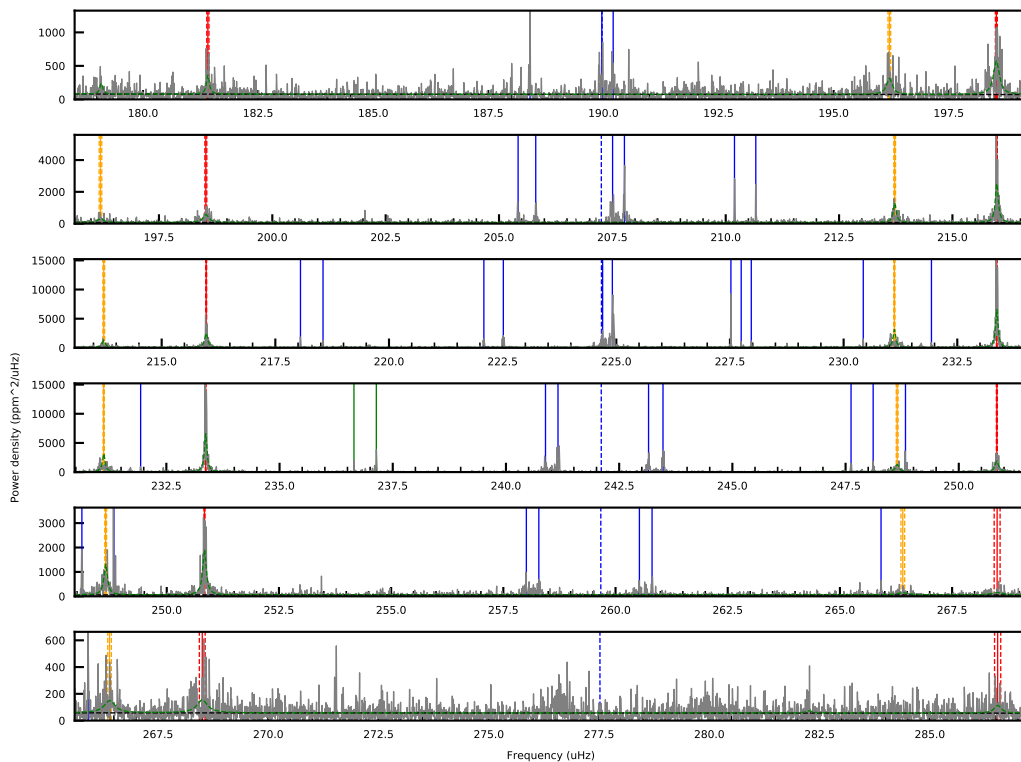 1000
500
0
180.0 182.5 185.0 187.5 190.0 192.5 195.0 197.5
4000
2000
0
197.5 200.0 202.5 205.0 207.5 210.0 212.5 215.0
15000
10000
5000
0
215.0 217.5 220.0 222.5 225.0 227.5 230.0 232.5
15000
10000
5000
0
232.5 235.0 237.5 240.0 242.5 245.0 247.5 250.0
3000
2000
1000
0
250.0 252.5 255.0 257.5 260.0 262.5 265.0 267.5
600
400
200
0
267.5 270.0 272.5 275.0 277.5 280.0 282.5 285.0
Power density (ppm^2/uHz)
Frequency (uHz)